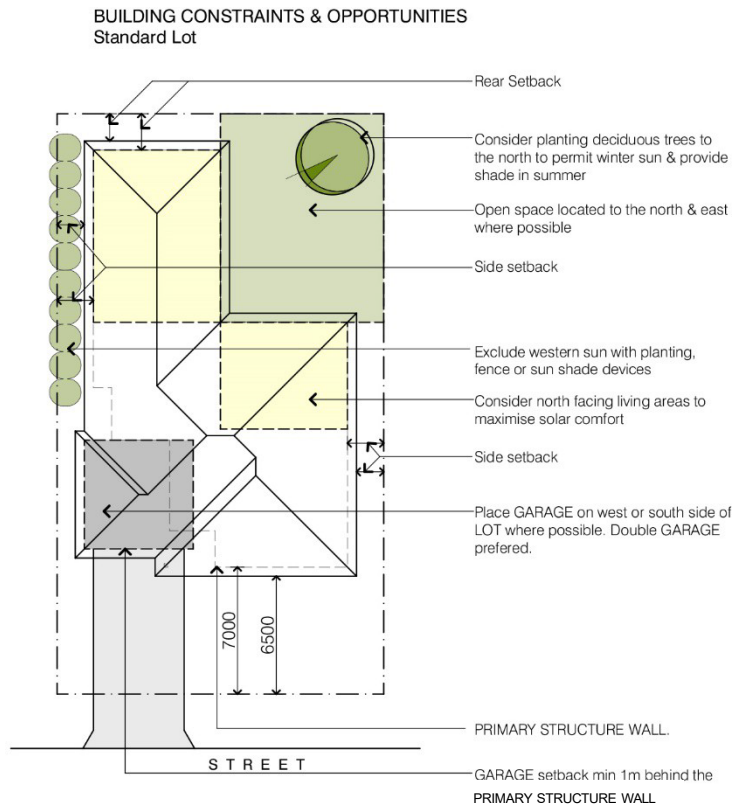 BUILDING CONSTRAINTS & OPPORTUNITIES
Standard Lot
Rear Setback
Consider planting deciduous trees to
the north to permit winter sun & provide
shade in summer
Open space located to the north & east
where possible
Side setback
Exclude western sun with planting,
fence or sun shade devices
Consider north facing living areas to
maximise solar comfort
Side setback
Place GARAGE on west or south side of
LOT where possible. Double GARAGE
prefered.
7000
6500
PRIMARY STRUCTURE WALL.
STREET
GARAGE setback min 1m behind the
PRIMARY STRUCTURE WALL